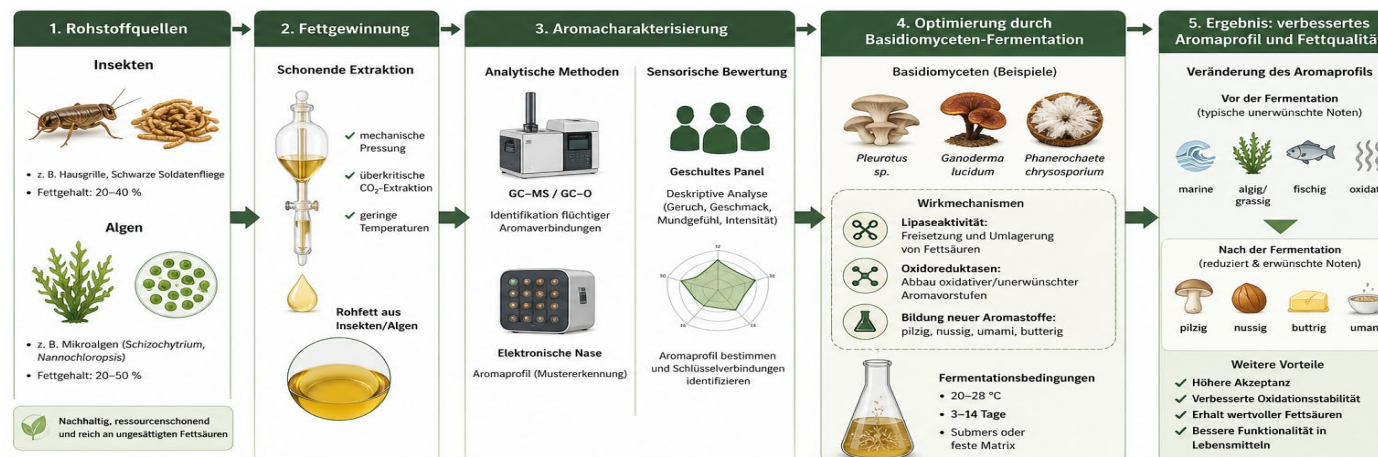 1. Rohstoffquellen
Insekten
• z. B. Hausgrille, Schwarze Soldatenfliege
• Fettgehalt: 20–40 %
Algen
• z. B. Mikroalgen (Schizochytrium,
Nannochloropsis)
• Fettgehalt: 20–50 %
Nachhaltig, ressourcenschonend
und reich an ungesättigten Fettsäuren
2. Fettgewinnung
Schonende Extraktion
✓ mechanische
Pressung
✓ überkritische
CO₂-Extraktion
✓ geringe
Temperaturen
Rohfett aus
Insekten/Algen
3. Aromacharakterisierung
Analytische Methoden
GC–MS / GC–O
Identifikation flüchtiger
Aromaverbindungen
Elektronische Nase
Aromaprofil (Mustererkennung)
Sensorische Bewertung
Geschultes Panel
Deskriptive Analyse
(Geruch, Geschmack,
Mundgefühl, Intensität)
Aromaprofil bestimmen
und Schlüsselverbindungen
identifizieren
4. Optimierung durch
Basidiomyceten-Fermentation
Basidiomyceten (Beispiele)
Pleurotus
sp.
Ganoderma
lucidum
Phanerochaete
chrysosporium
Wirkmechanismen
Lipaseaktivität:
Freisetzung und Umlagerung
von Fettsäuren
Oxidoreduktasen:
Abbau oxidativer/unerwünschter
Aromavorstufen
Bildung neuer Aromastoffe:
pilzig, nussig, umami, butterig
Fermentationsbedingungen
• 20–28 °C
• 3–14 Tage
• Submers oder
feste Matrix
5. Ergebnis: verbessertes
Aromaprofil und Fettqualität
Veränderung des Aromaprofils
Vor der Fermentation
(typische unerwünschte Noten)
marine
algig/
grassig
fischig
oxidat
Nach der Fermentation
(reduziert & erwünschte Noten)
pilzig
nussig
buttrig
umam
Weitere Vorteile
✓ Höhere Akzeptanz
✓ Verbesserte Oxidationsstabilität
✓ Erhalt wertvoller Fettsäuren
✓ Bessere Funktionalität in
Lebensmitteln